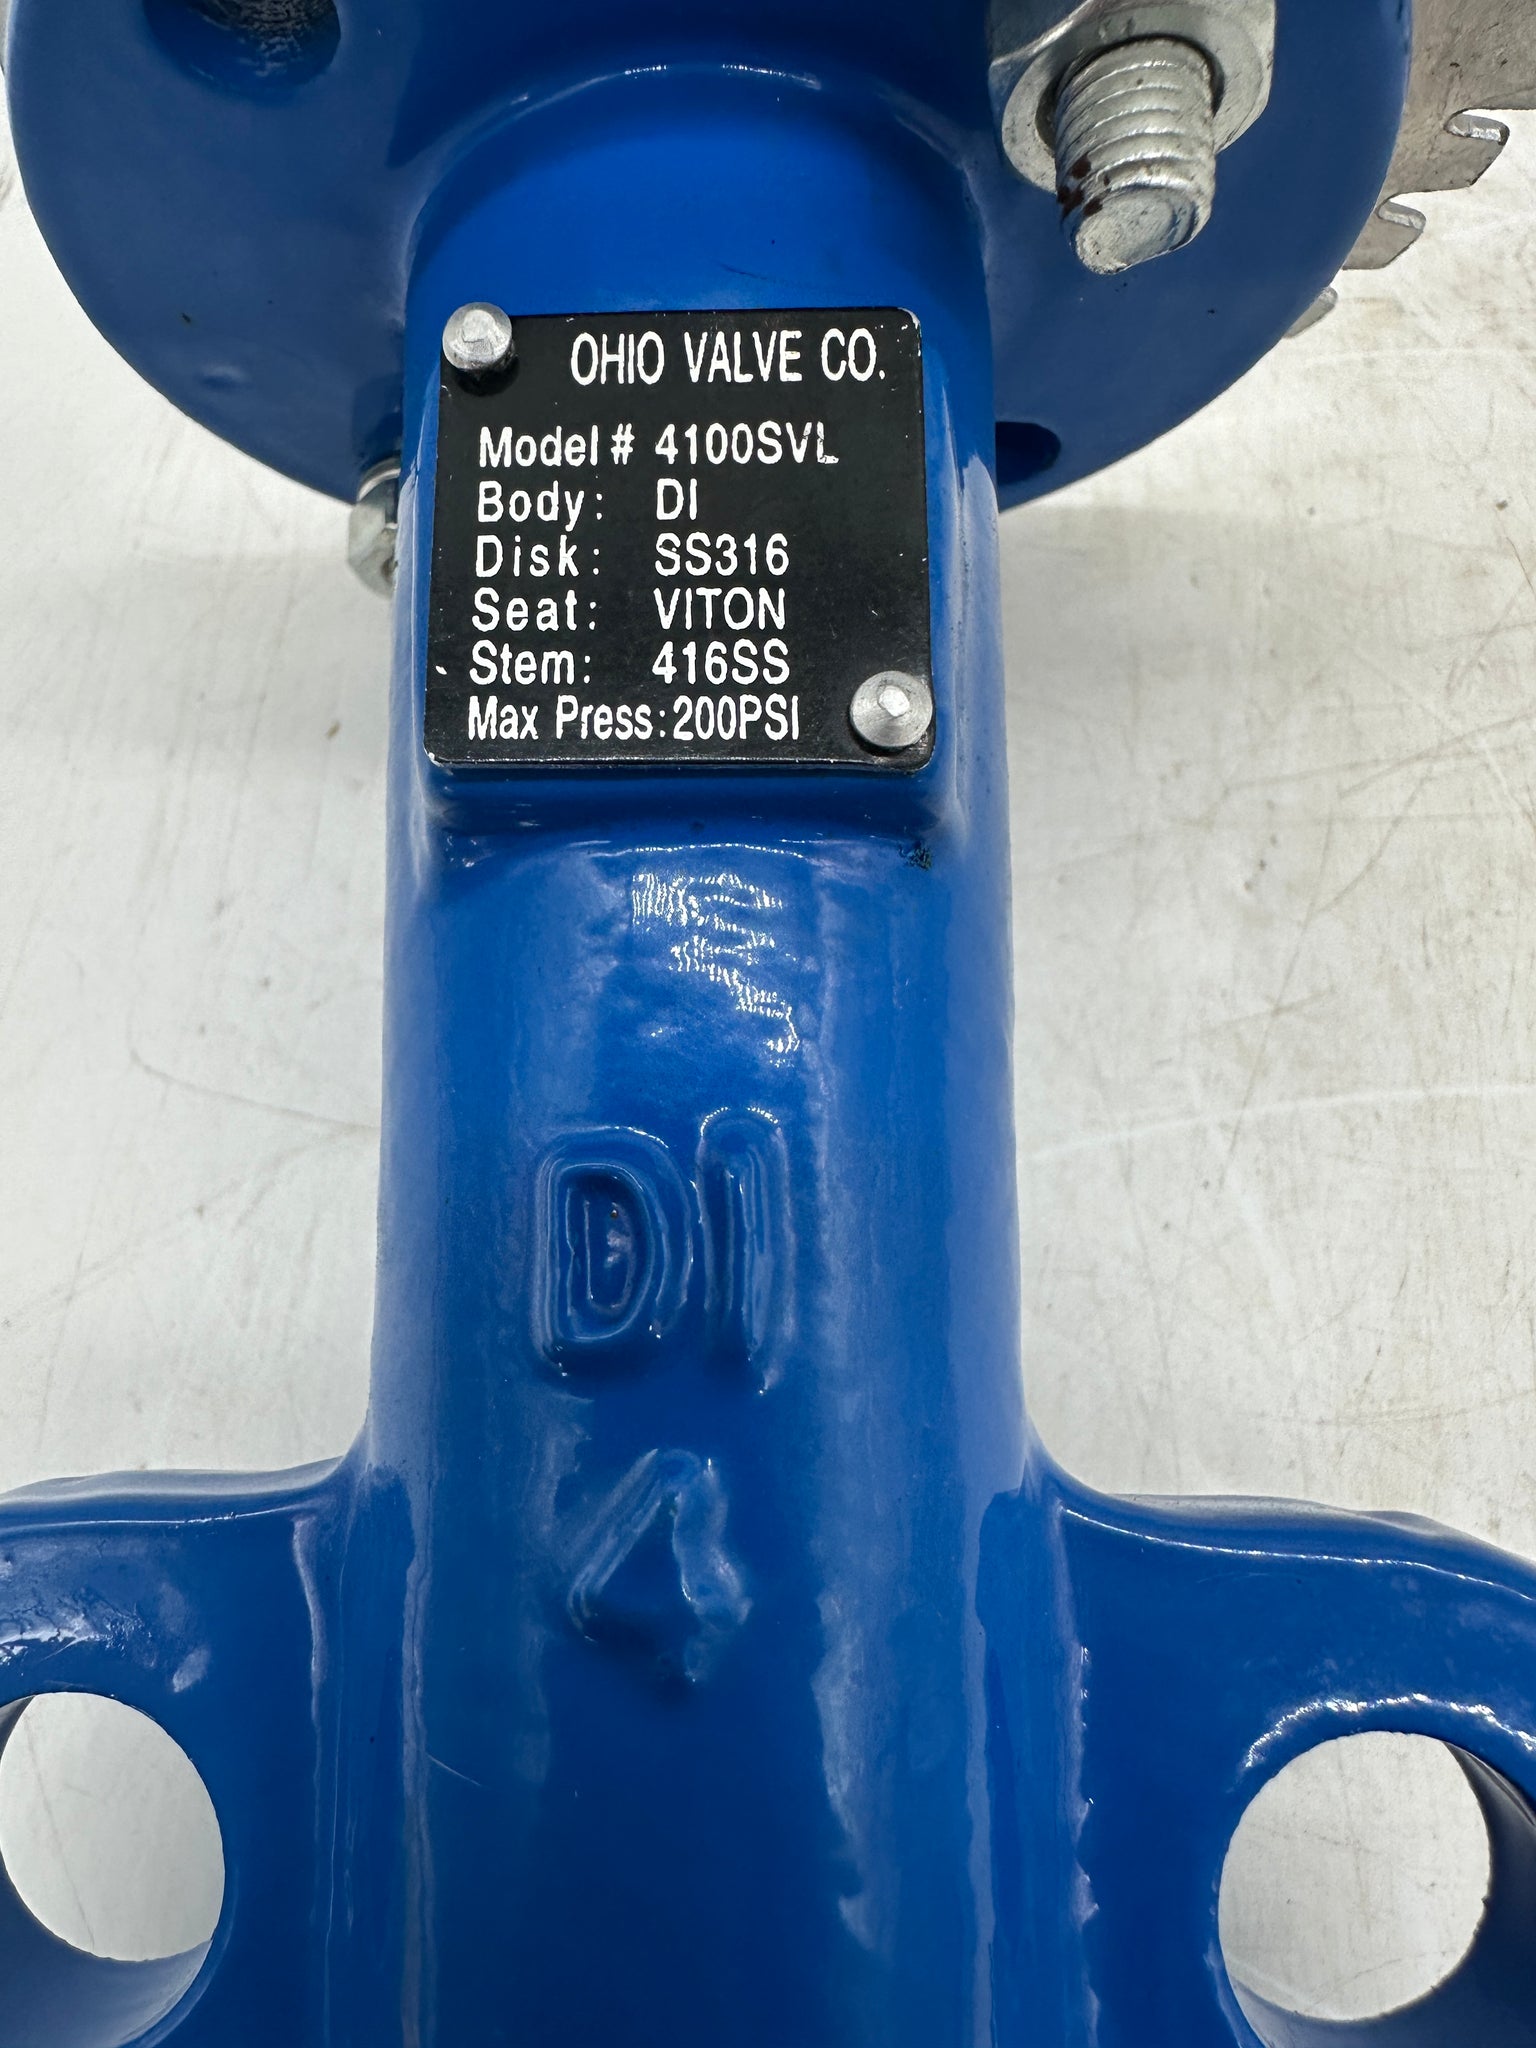 OHIO VALVE CO.
Model # 4100SVL
Body: DI
Disk: SS316
Seat: VITON
Stem: 416SS
Max Press: 200PSI
DI
4